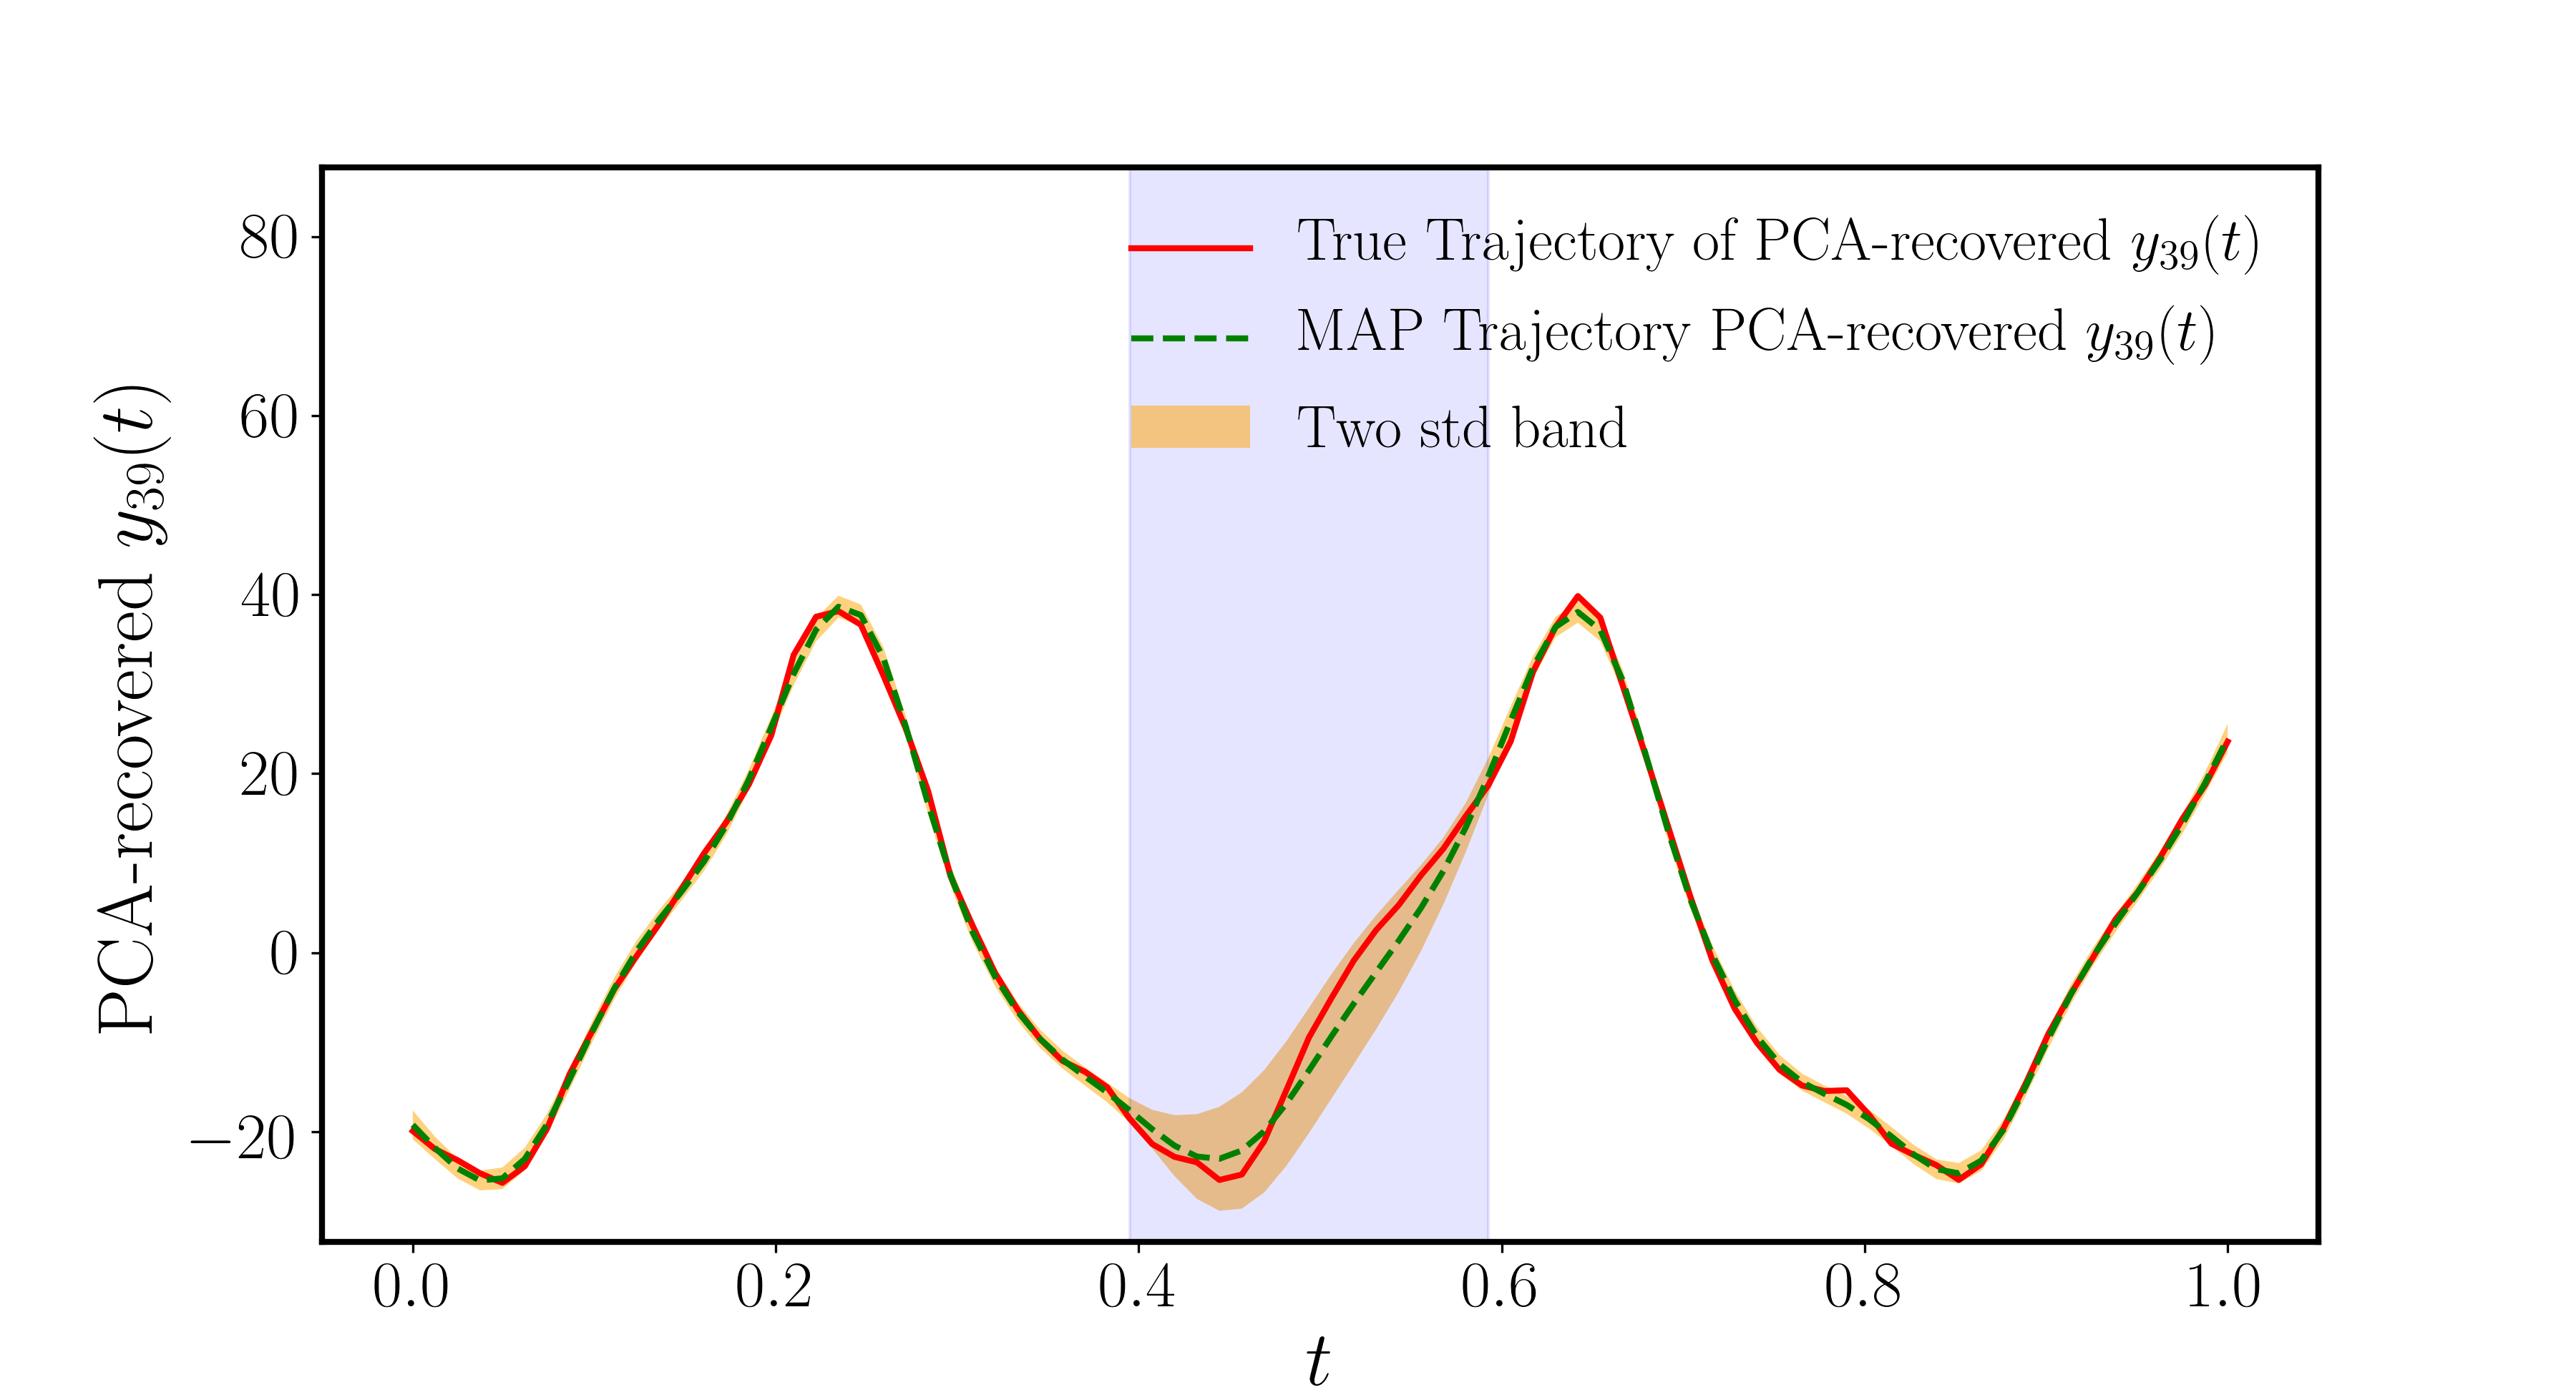 True Trajectory of PCA-recovered y₃₉(t)
MAP Trajectory PCA-recovered y₃₉(t)
Two std band
PCA-recovered y₃₉(t)
80
60
40
20
0
−20
0.0 0.2 0.4 0.6 0.8 1.0
t